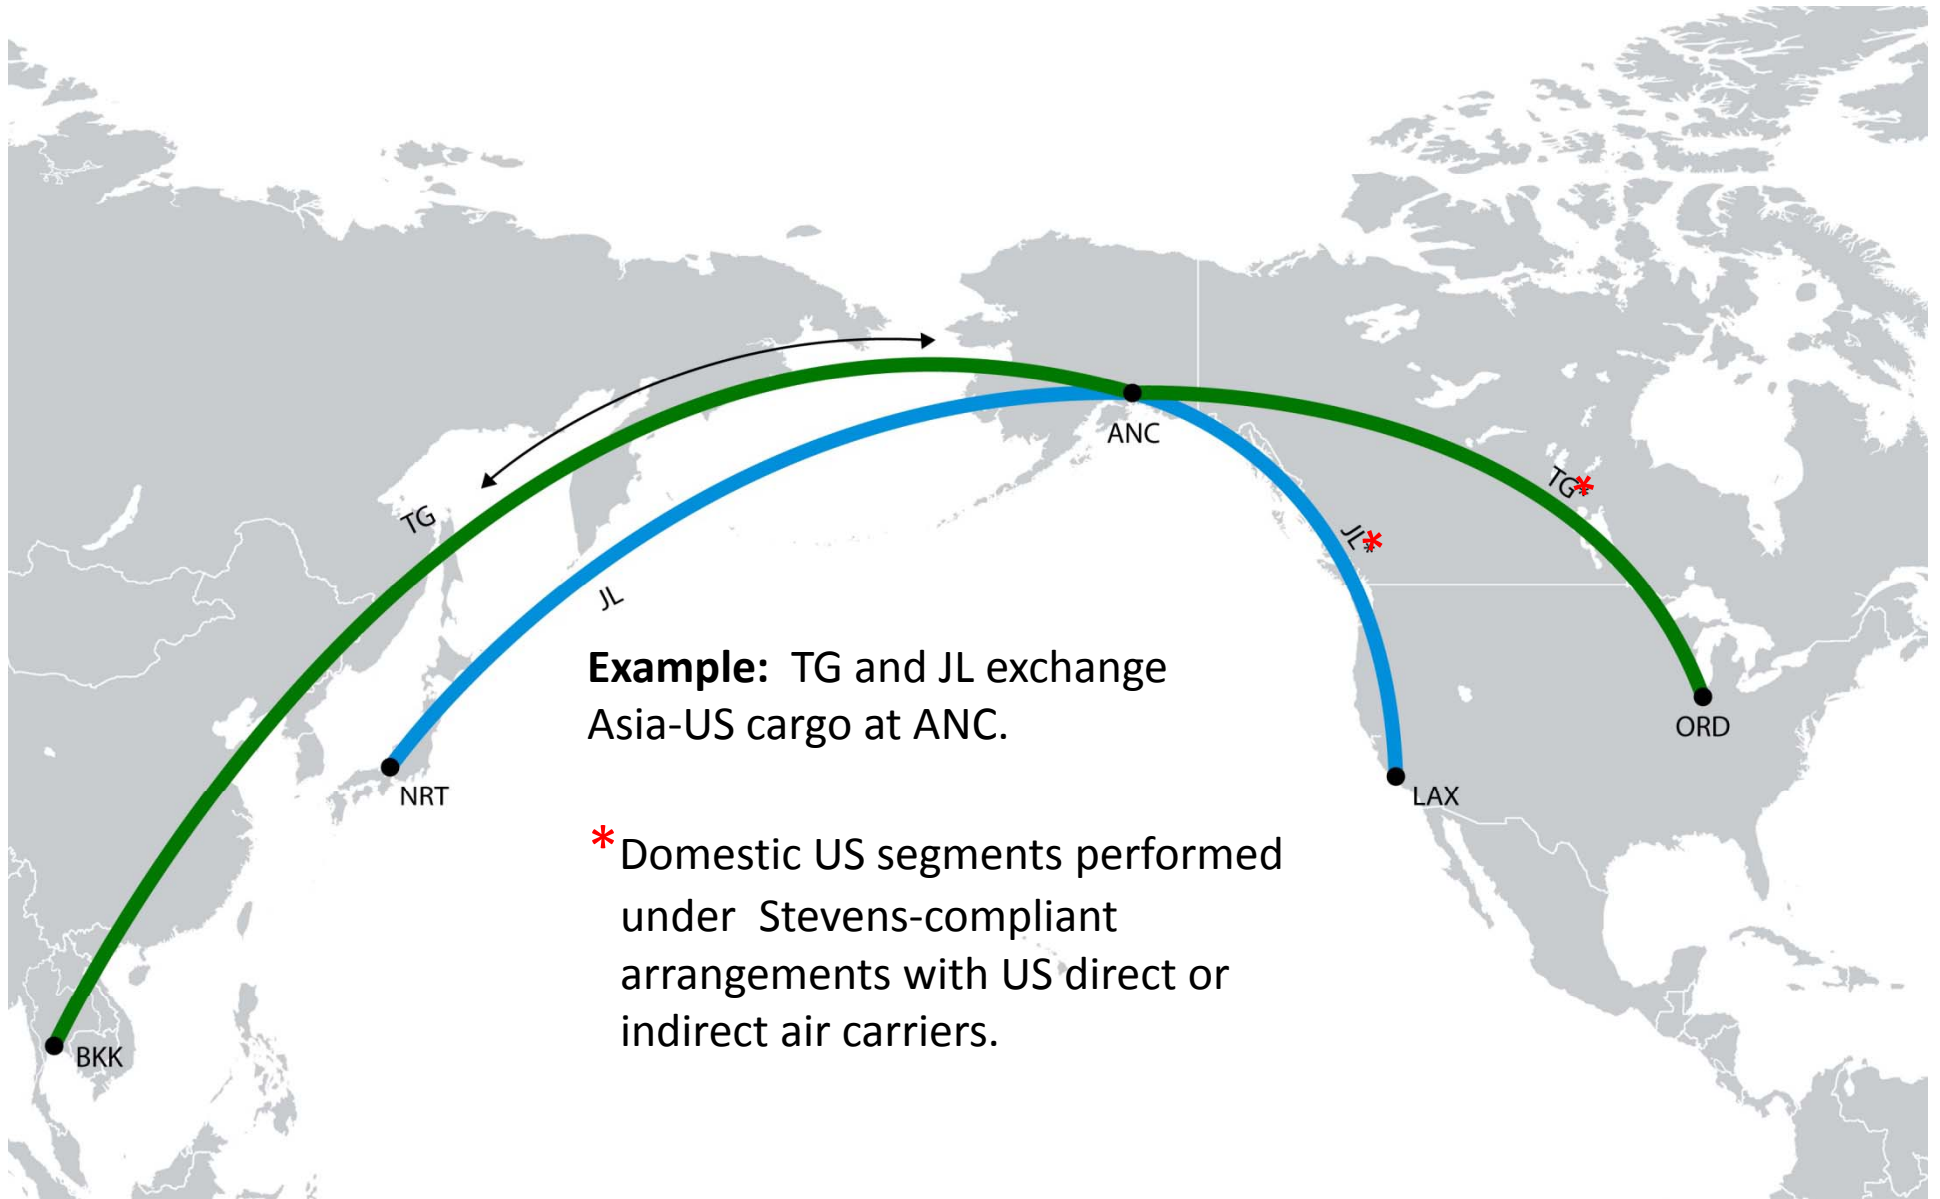 TG*
TG
ANC
JL*
JL
Example:  TG and JL exchange
Asia-US cargo at ANC.
ORD
NRT
LAX
*Domestic US segments performed
under  Stevens-compliant
arrangements with US direct or
indirect air carriers.
BKK